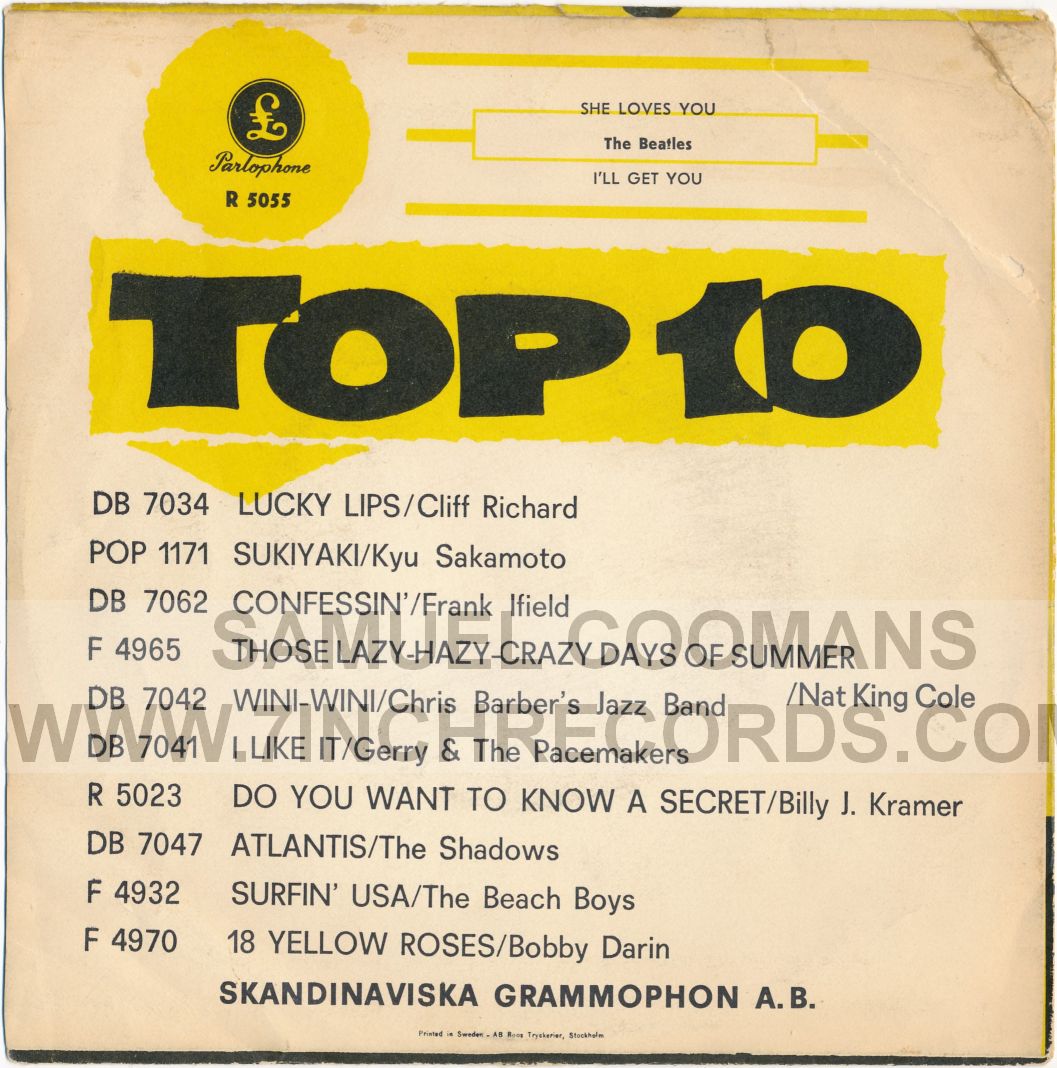 £
Parlophone
R 5055
SHE LOVES YOU
The Beatles
I'LL GET YOU
TOP 10
DB 7034 LUCKY LIPS/Cliff Richard
POP 1171 SUKIYAKI/Kyu Sakamoto
DB 7062 CONFESSIN'/Frank Ifield
F 4965 THOSE LAZY-HAZY-CRAZY DAYS OF SUMMER
/Nat King Cole
DB 7042 WINI-WINI/Chris Barber's Jazz Band
DB 7041 I LIKE IT/Gerry & The Pacemakers
R 5023 DO YOU WANT TO KNOW A SECRET/Billy J. Kramer
DB 7047 ATLANTIS/The Shadows
F 4932 SURFIN' USA/The Beach Boys
F 4970 18 YELLOW ROSES/Bobby Darin
SKANDINAVISKA GRAMMOPHON A.B.
Printed in Sweden - AB Boos Tryckerier, Stockholm
SAMUEL COOMANS
WWW.7INCHRECORDS.COM